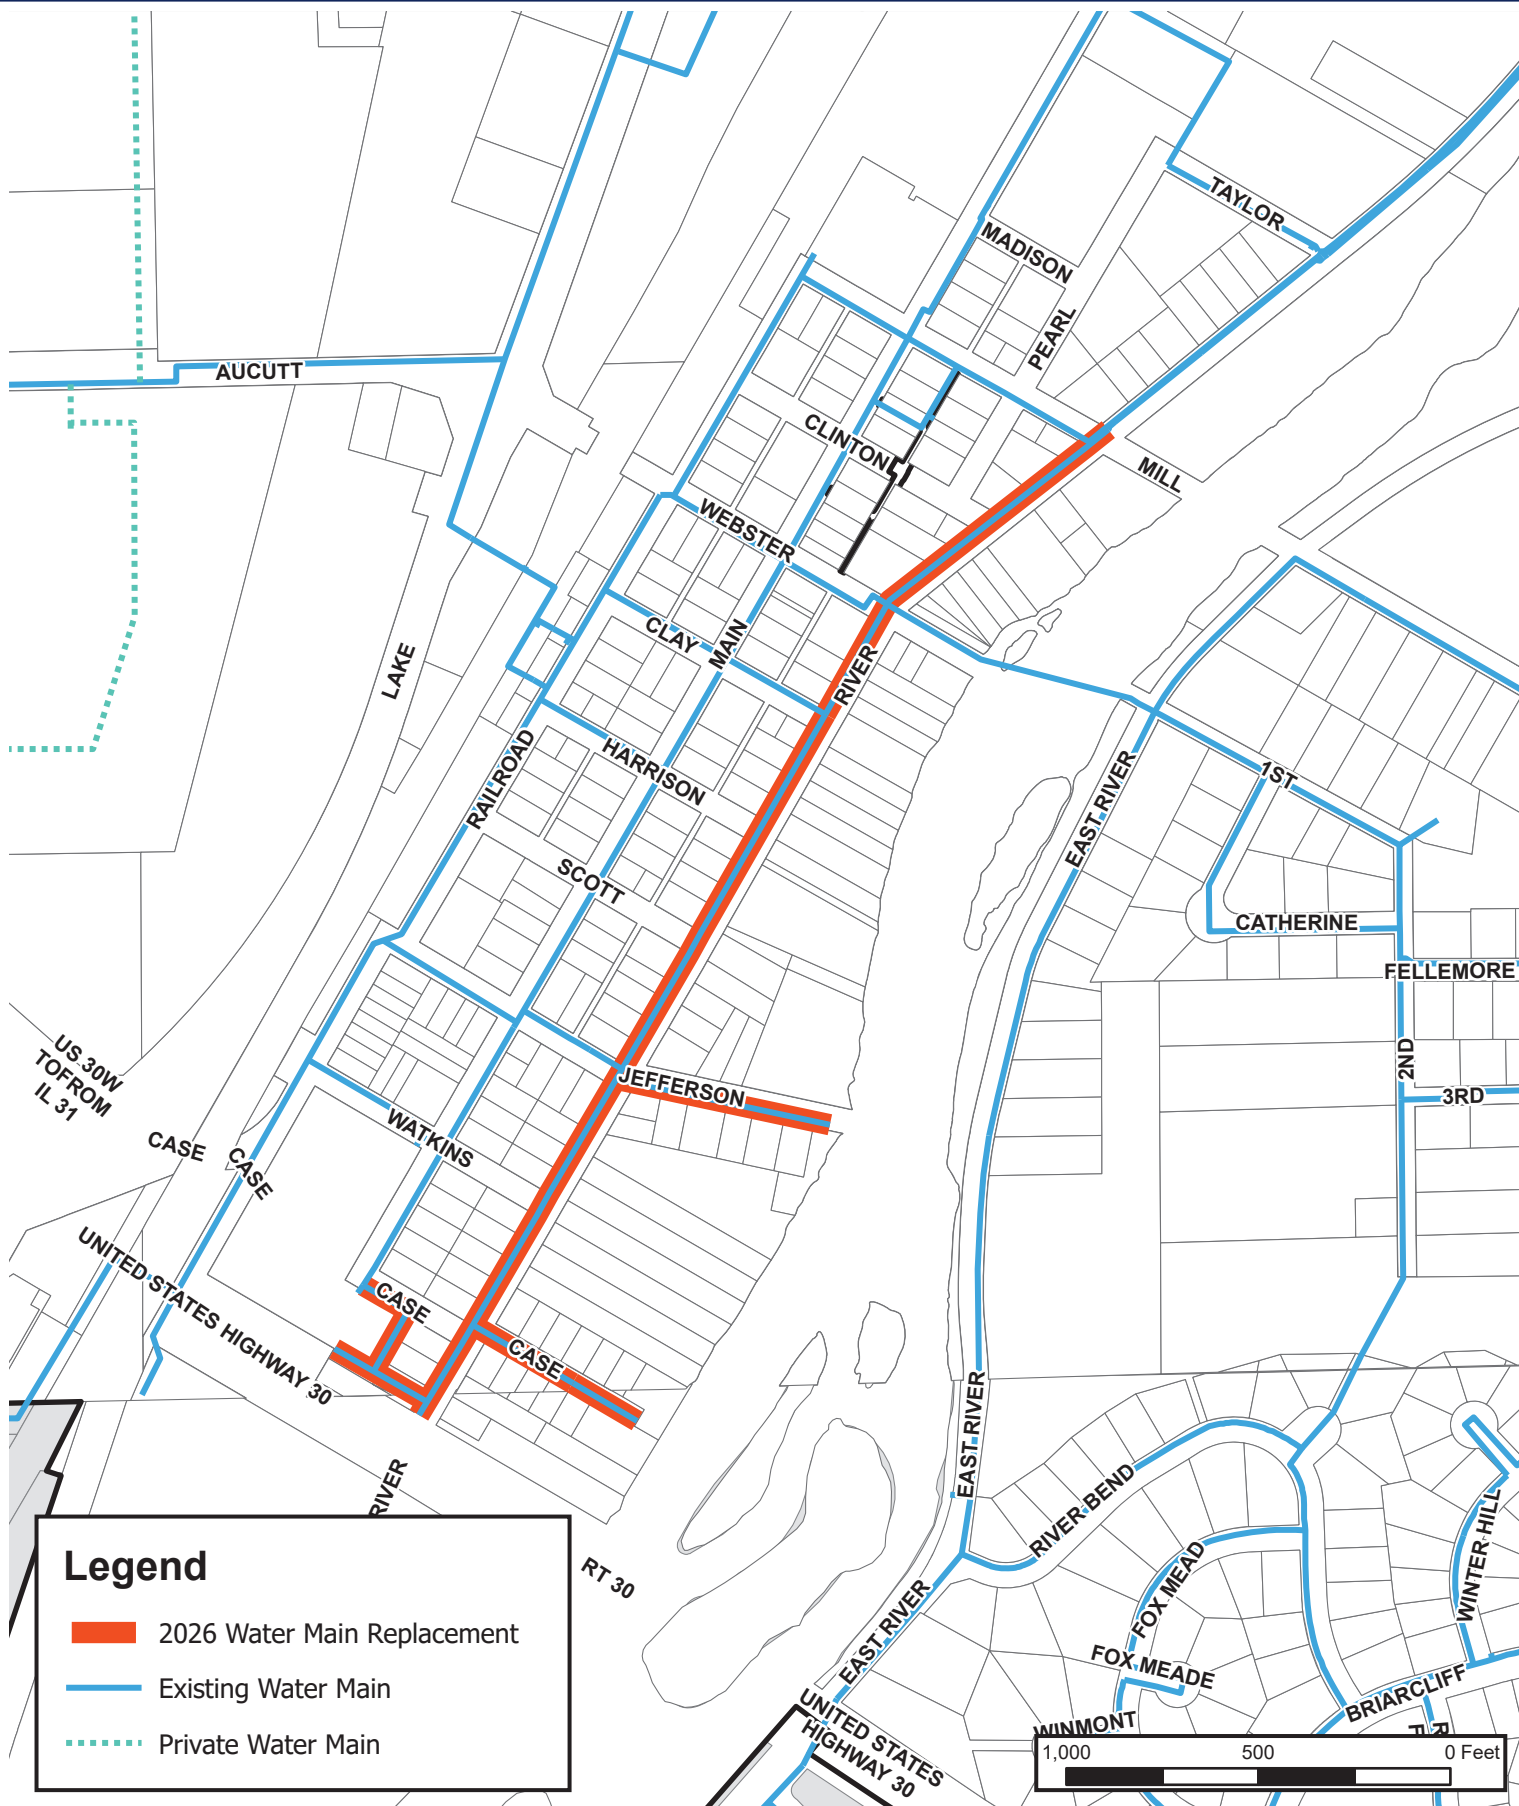 TAYLOR
MADISON
PEARL
AUCUTT
CLINTON
MILL
WEBSTER
CLAY
MAIN
RIVER
LAKE
RAILROAD
HARRISON
EAST RIVER
1ST
SCOTT
CATHERINE
FELLEMORE
2ND
3RD
US 30W
TOFROM
IL 31
JEFFERSON
WATKINS
CASE
CASE
UNITED STATES HIGHWAY 30
CASE
CASE
EAST RIVER
RIVER
RIVER BEND
WINTER HILL
FOX MEAD
RT 30
EAST RIVER
FOX MEADE
BRIARCLIFF
WINMONT
UNITED STATES
HIGHWAY 30
Legend
2026 Water Main Replacement
Existing Water Main
Private Water Main
1,000 500 0 Feet